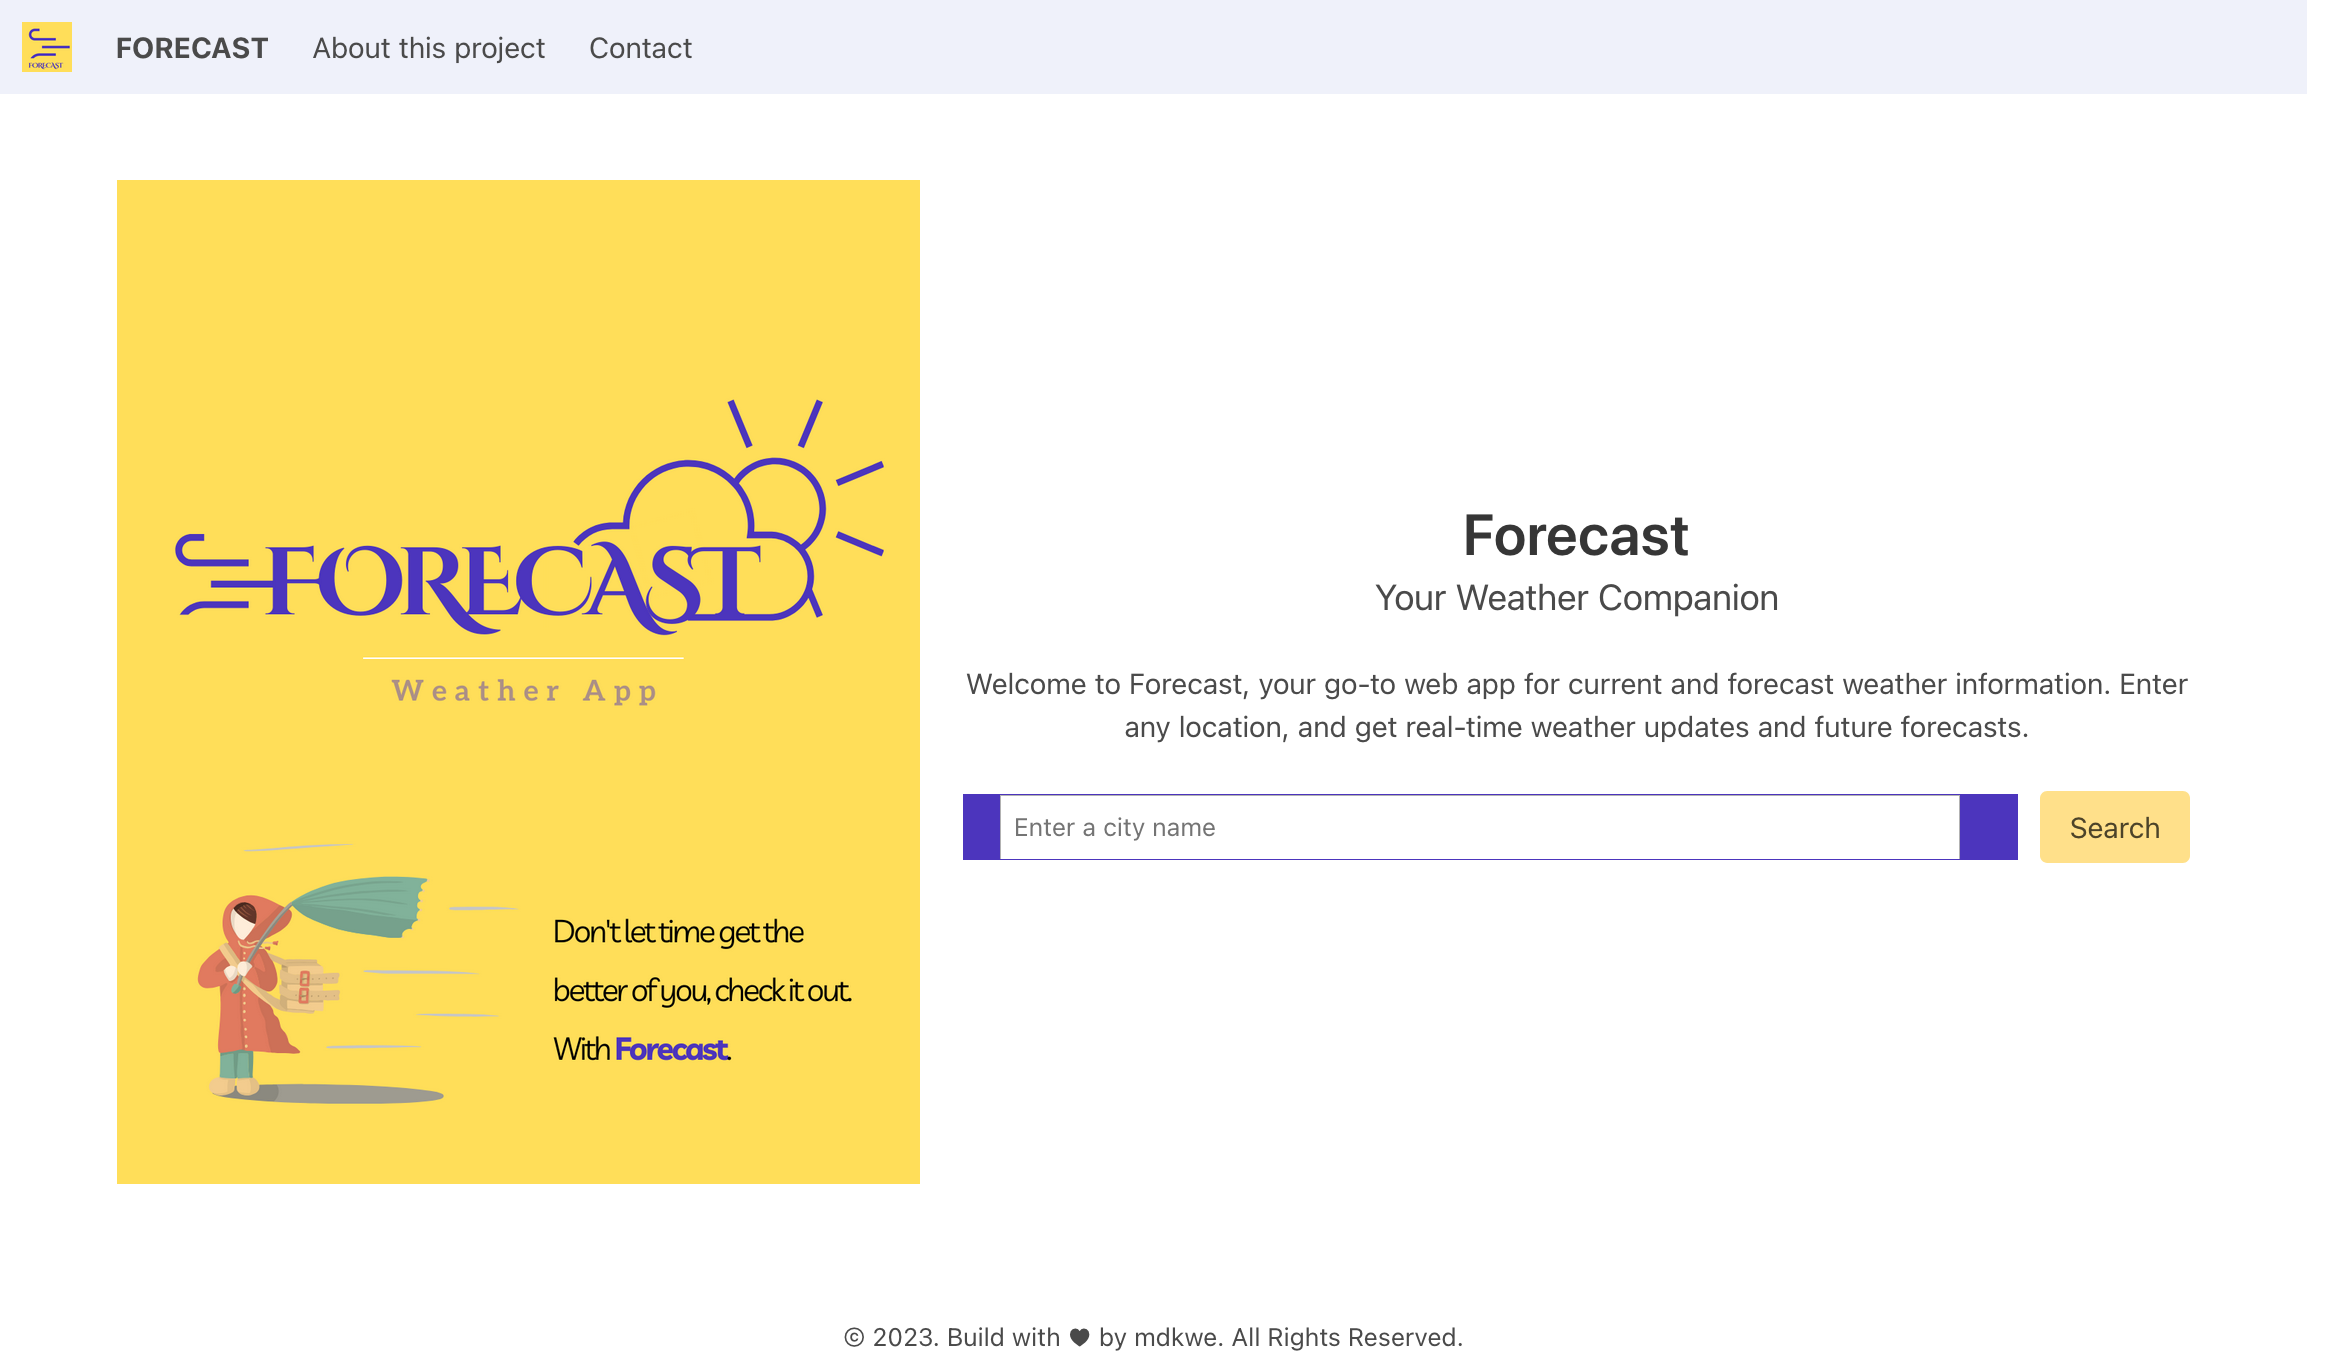 FORECAST
FORECAST About this project Contact
FORECAST
Weather App
Don't let time get the
better of you, check it out.
With Forecast.
Forecast
Your Weather Companion
Welcome to Forecast, your go-to web app for current and forecast weather information. Enter
any location, and get real-time weather updates and future forecasts.
Enter a city name
Search
© 2023. Build with ♥ by mdkwe. All Rights Reserved.